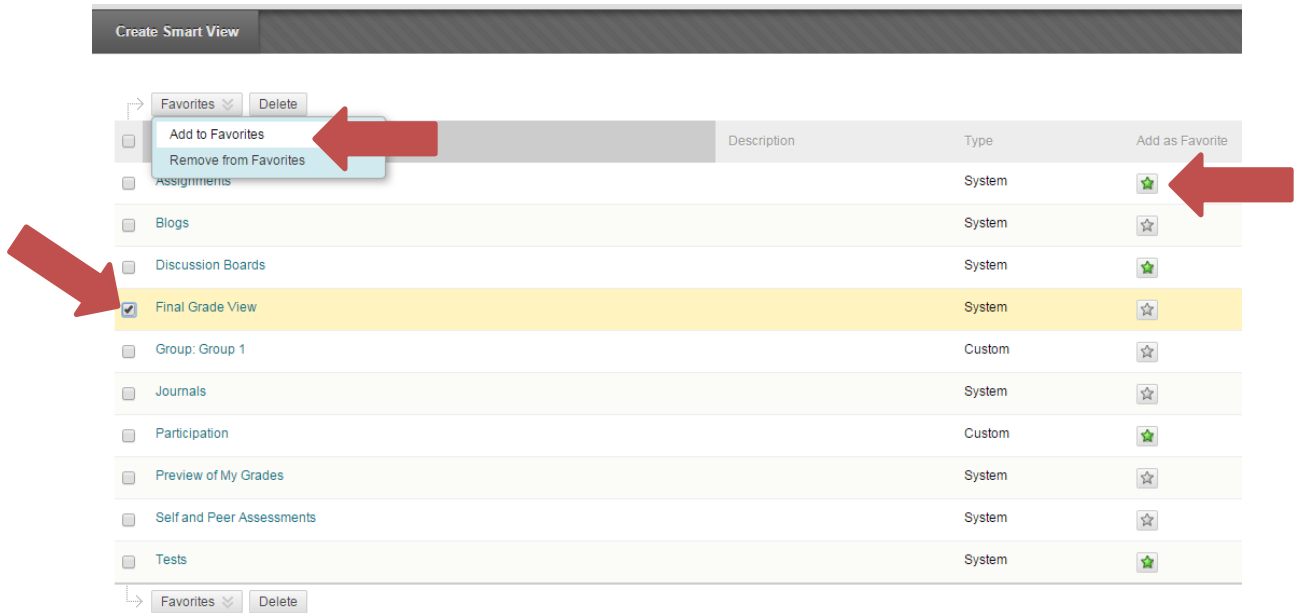 Create Smart View
Favorites Delete
Add to Favorites
Remove from Favorites
Description Type Add as Favorite
Assignments System
Blogs System
Discussion Boards System
Final Grade View System
Group: Group 1 Custom
Journals System
Participation Custom
Preview of My Grades System
Self and Peer Assessments System
Tests System
Favorites Delete